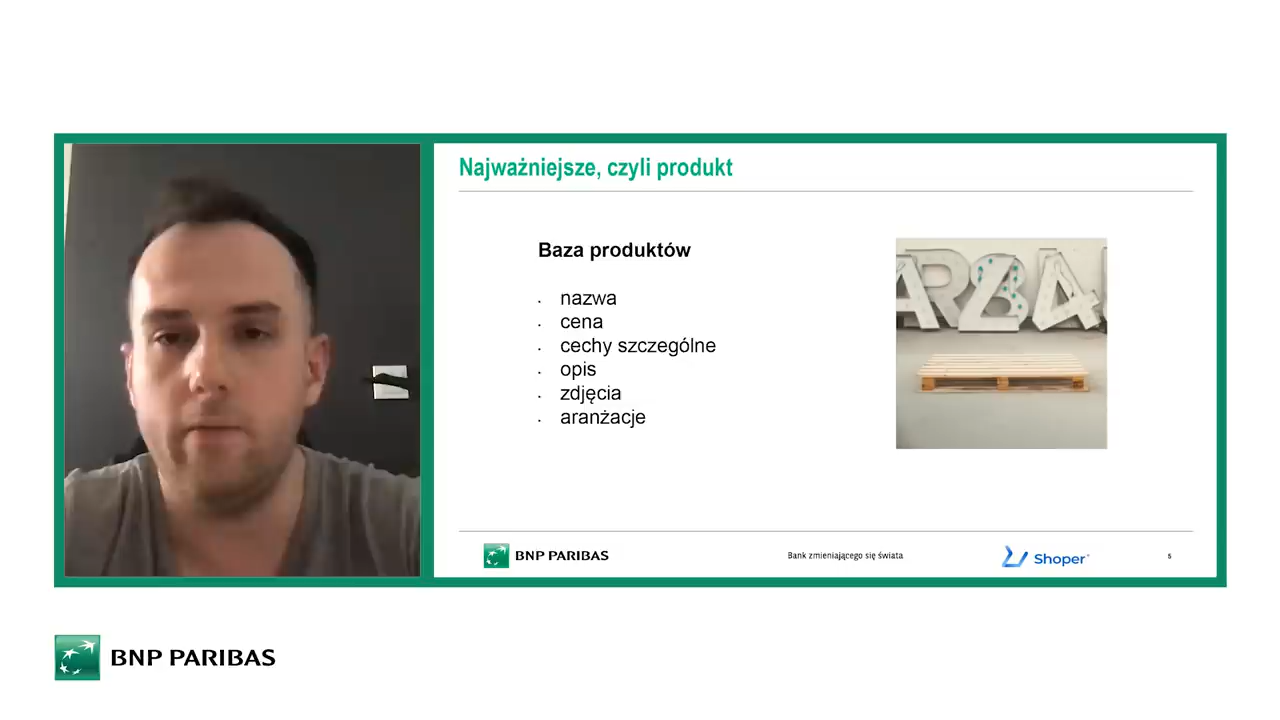 Najważniejsze, czyli produkt
Baza produktów
nazwa
cena
cechy szczególne
opis
zdjęcia
aranżacje
AR84
BNP PARIBAS
Bank zmieniającego się świata
Shoper
5
BNP PARIBAS